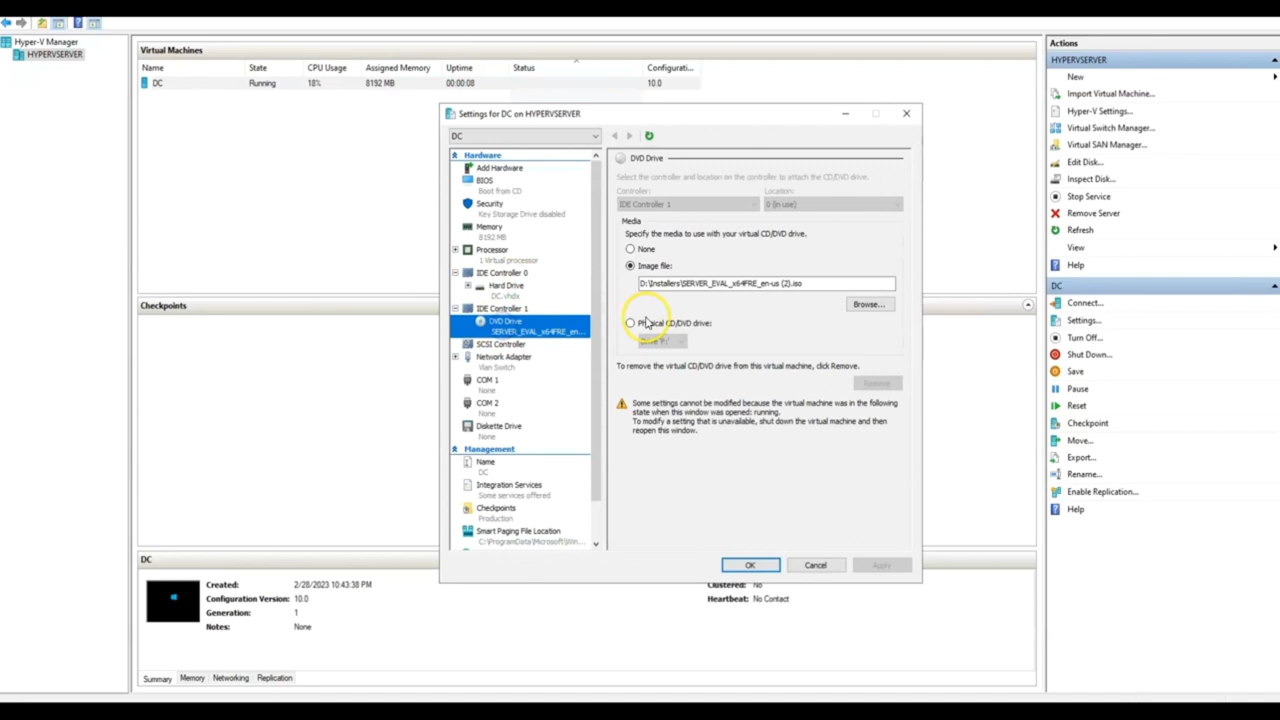 Hyper-V Manager
HYPERVSERVER
Virtual Machines
Name State CPU Usage Assigned Memory Uptime Status Configurati...
DC Running 18% 8192 MB 00:00:08 10.0
Checkpoints
DC
Created: 2/28/2023 10:43:38 PM Clustered: No
Configuration Version: 10.0 Heartbeat: No Contact
Generation: 1
Notes: None
Summary Memory Networking Replication
Settings for DC on HYPERVSERVER
DC
Hardware
Add Hardware
BIOS
Boot from CD
Security
Key Storage Drive disabled
Memory
8192 MB
Processor
1 Virtual processor
IDE Controller 0
Hard Drive
DC.vhdx
IDE Controller 1
DVD Drive
SERVER_EVAL_x64FRE_en...
SCSI Controller
Network Adapter
Vlan Switch
COM 1
None
COM 2
None
Diskette Drive
None
Management
Name
DC
Integration Services
Some services offered
Checkpoints
Production
Smart Paging File Location
C:\ProgramData\Microsoft\Win...
DVD Drive
Select the controller and location on the controller to attach the CD/DVD drive.
Controller: Location:
IDE Controller 1 0 (in use)
Media
Specify the media to use with your virtual CD/DVD drive.
None
Image file:
D:\Installers\SERVER_EVAL_x64FRE_en-us (2).iso
Browse...
Physical CD/DVD drive:
To remove the virtual CD/DVD drive from this virtual machine, click Remove.
Remove
Some settings cannot be modified because the virtual machine was in the following
state when this window was opened: running.
To modify a setting that is unavailable, shut down the virtual machine and then
reopen this window.
OK Cancel Apply
Actions
HYPERVSERVER
New
Import Virtual Machine...
Hyper-V Settings...
Virtual Switch Manager...
Virtual SAN Manager...
Edit Disk...
Inspect Disk...
Stop Service
Remove Server
Refresh
View
Help
DC
Connect...
Settings...
Turn Off...
Shut Down...
Save
Pause
Reset
Checkpoint
Move...
Export...
Rename...
Enable Replication...
Help